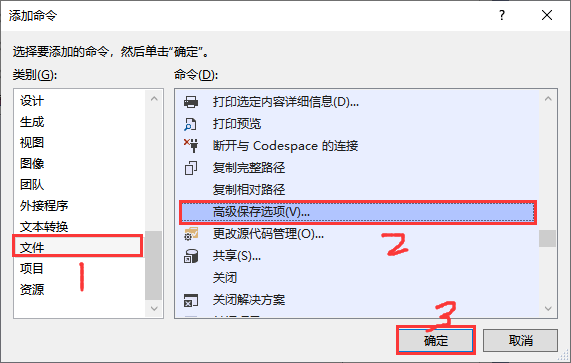 添加命令
选择要添加的命令，然后单击“确定”。
类别(G):
命令(D):
设计
生成
视图
图像
团队
外接程序
文本转换
文件
项目
资源
1
打印选定内容详细信息(D)...
打印预览
断开与 Codespace 的连接
复制完整路径
复制相对路径
高级保存选项(V)...
更改源代码管理(O)...
共享(S)...
关闭
关闭解决方案
2
3
确定
取消